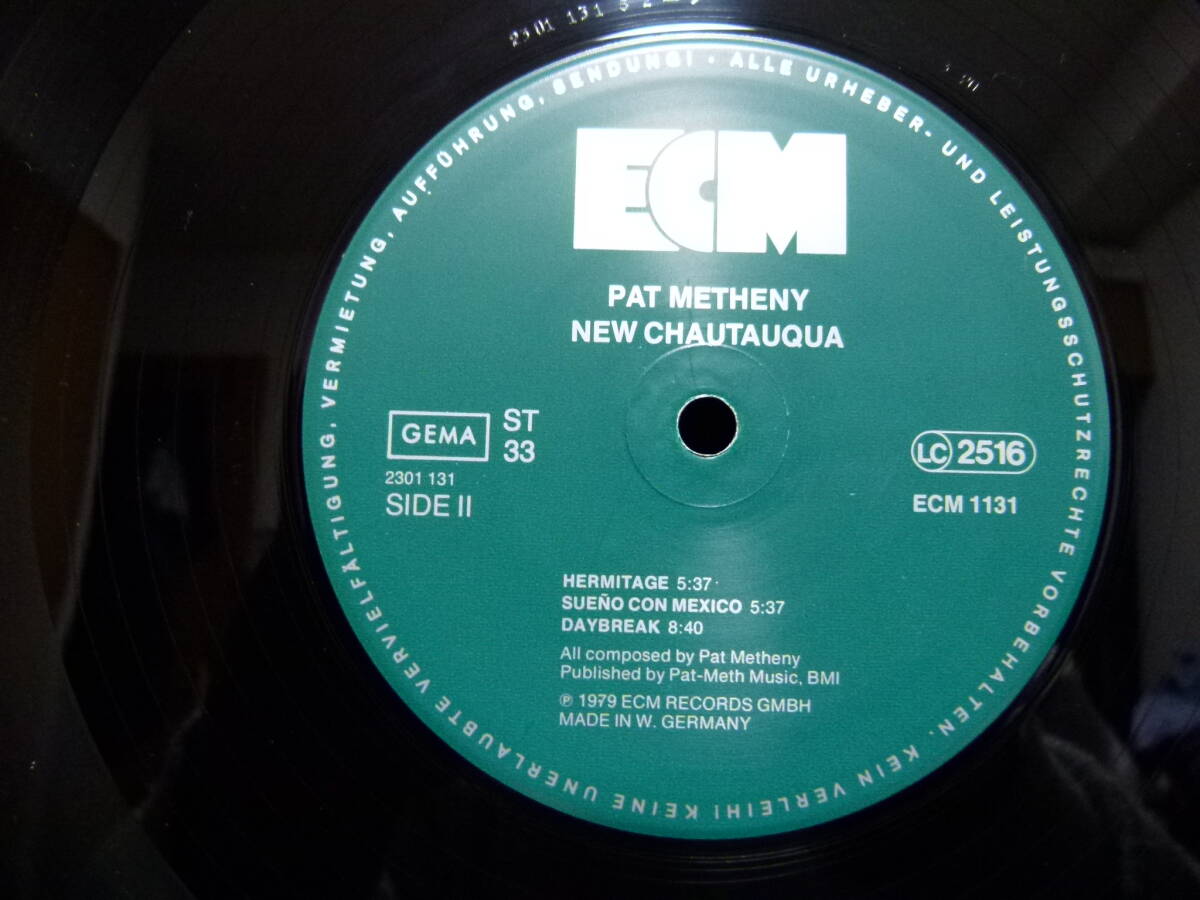 2301 131 S 2
ALLE URHEBER- UND LEISTUNGSSCHUTZRECHTE VORBEHALTEN. KEIN VERLEIH! KEINE UNERLAUBTE VERVIELFÄLTIGUNG, VERMIETUNG, AUFFÜHRUNG, SENDUNG! •
ECM
PAT METHENY
NEW CHAUTAUQUA
GEMA
ST
33
2301 131
SIDE II
LC 2516
ECM 1131
HERMITAGE 5:37
SUEÑO CON MEXICO 5:37
DAYBREAK 8:40
All composed by Pat Metheny
Published by Pat-Meth Music, BMI
℗ 1979 ECM RECORDS GMBH
MADE IN W. GERMANY